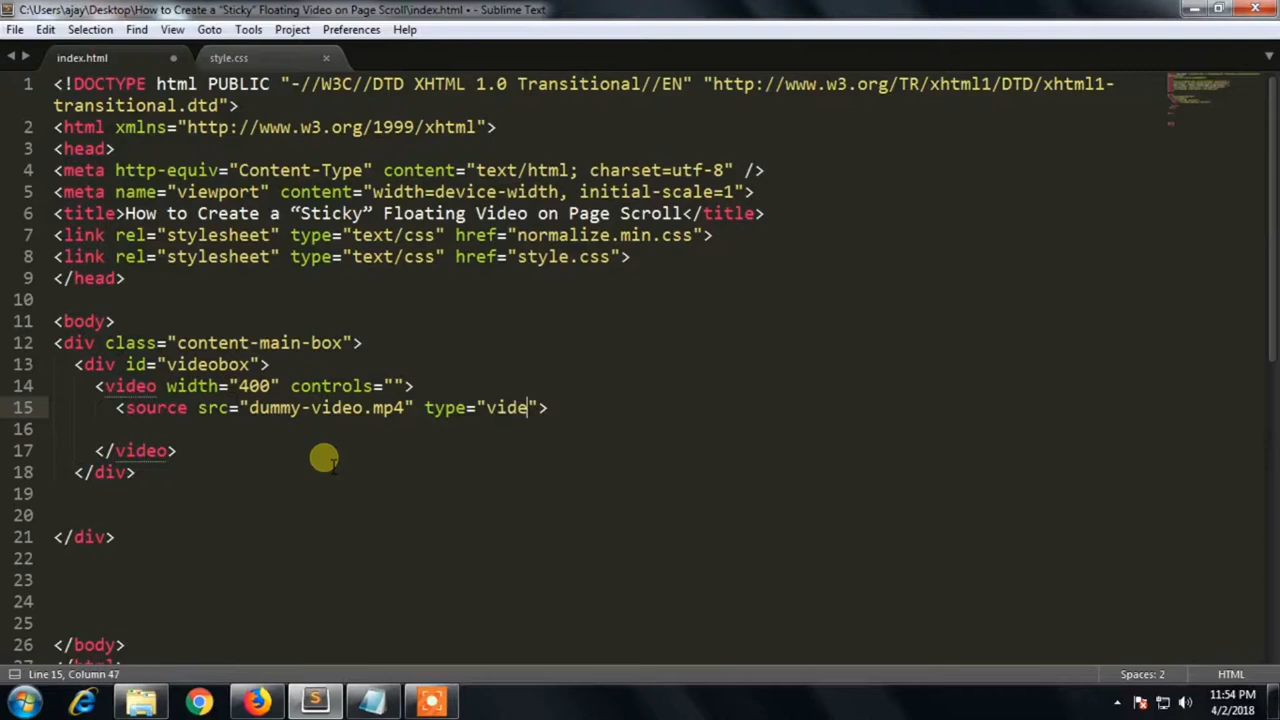 C:\Users\ajay\Desktop\How to Create a “Sticky” Floating Video on Page Scroll\index.html • - Sublime Text
File Edit Selection Find View Goto Tools Project Preferences Help
index.html style.css
1 <!DOCTYPE html PUBLIC "-//W3C//DTD XHTML 1.0 Transitional//EN" "http://www.w3.org/TR/xhtml1/DTD/xhtml1-
transitional.dtd">
2 <html xmlns="http://www.w3.org/1999/xhtml">
3 <head>
4 <meta http-equiv="Content-Type" content="text/html; charset=utf-8" />
5 <meta name="viewport" content="width=device-width, initial-scale=1">
6 <title>How to Create a “Sticky” Floating Video on Page Scroll</title>
7 <link rel="stylesheet" type="text/css" href="normalize.min.css">
8 <link rel="stylesheet" type="text/css" href="style.css">
9 </head>
10
11 <body>
12 <div class="content-main-box">
13 <div id="videobox">
14 <video width="400" controls="">
15 <source src="dummy-video.mp4" type="vide">
16
17 </video>
18 </div>
19
20
21 </div>
22
23
24
25
26 </body>
27 </html>
Line 15, Column 47 Spaces: 2 HTML
11:54 PM
4/2/2018